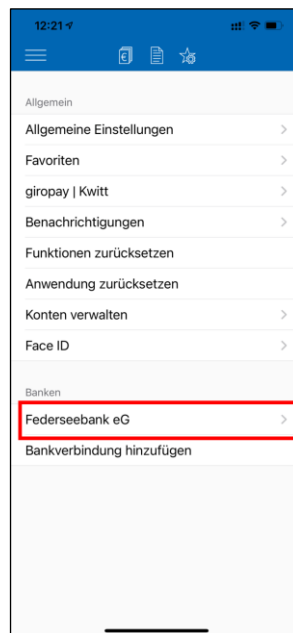 12:21
Allgemein
Allgemeine Einstellungen
Favoriten
giropay | Kwitt
Benachrichtigungen
Funktionen zurücksetzen
Anwendung zurücksetzen
Konten verwalten
Face ID
Banken
Federseebank eG
Bankverbindung hinzufügen